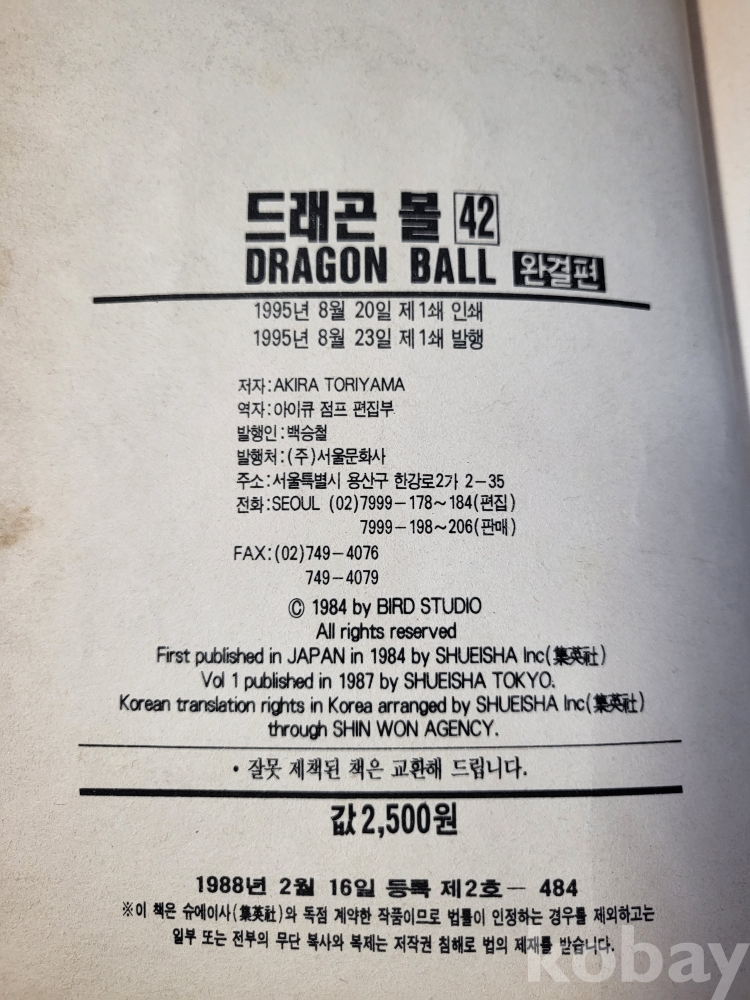 드래곤 볼 42
DRAGON BALL 완결편
1995년 8월 20일 제1쇄 인쇄
1995년 8월 23일 제1쇄 발행
저자:AKIRA TORIYAMA
역자:아이큐 점프 편집부
발행인:백승철
발행처:(주)서울문화사
주소:서울특별시 용산구 한강로2가 2-35
전화:SEOUL (02)7999-178~184(편집)
7999-198~206(판매)
FAX:(02)749-4076
749-4079
© 1984 by BIRD STUDIO
All rights reserved
First published in JAPAN in 1984 by SHUEISHA Inc(集英社)
Vol 1 published in 1987 by SHUEISHA TOKYO.
Korean translation rights in Korea arranged by SHUEISHA Inc(集英社)
through SHIN WON AGENCY.
• 잘못 제책된 책은 교환해 드립니다.
값 2,500원
1988년 2월 16일 등록 제2호-484
※이 책은 슈에이사(集英社)와 독점 계약한 작품이므로 법률이 인정하는 경우를 제외하고는
일부 또는 전부의 무단 복사와 복제는 저작권 침해로 법의 제재를 받습니다.
kobay